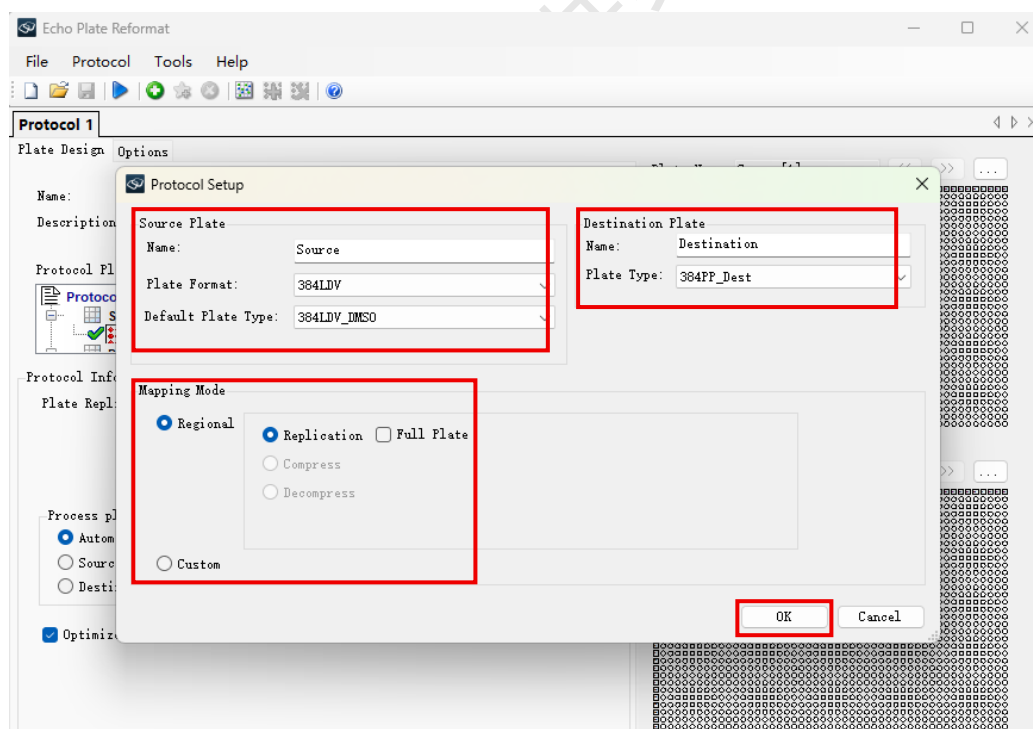 Echo Plate Reformat
File Protocol Tools Help
Protocol 1
Plate Design Options
Name:
Description
Protocol Pl
Protoco
S
Protocol Info
Plate Repl
Process pl
Autom
Sourc
Desti
Optimiz
Protocol Setup
Source Plate
Name: Source
Plate Format: 384LDV
Default Plate Type: 384LDV_DMSO
Destination Plate
Name: Destination
Plate Type: 384PP_Dest
Mapping Mode
Regional
Replication Full Plate
Compress
Decompress
Custom
OK Cancel
>> ...
>> ...